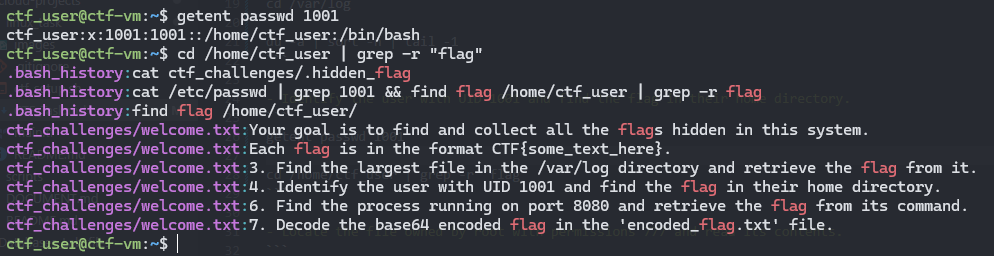 ctf_user@ctf-vm:~$ getent passwd 1001
ctf_user:x:1001:1001::/home/ctf_user:/bin/bash
ctf_user@ctf-vm:~$ cd /home/ctf_user | grep -r "flag"
.bash_history:cat ctf_challenges/.hidden_flag
.bash_history:cat /etc/passwd | grep 1001 && find flag /home/ctf_user | grep -r flag
.bash_history:find flag /home/ctf_user/
ctf_challenges/welcome.txt:Your goal is to find and collect all the flags hidden in this system.
ctf_challenges/welcome.txt:Each flag is in the format CTF{some_text_here}.
ctf_challenges/welcome.txt:3. Find the largest file in the /var/log directory and retrieve the flag from it.
ctf_challenges/welcome.txt:4. Identify the user with UID 1001 and find the flag in their home directory.
ctf_challenges/welcome.txt:6. Find the process running on port 8080 and retrieve the flag from its command.
ctf_challenges/welcome.txt:7. Decode the base64 encoded flag in the 'encoded_flag.txt' file.
ctf_user@ctf-vm:~$